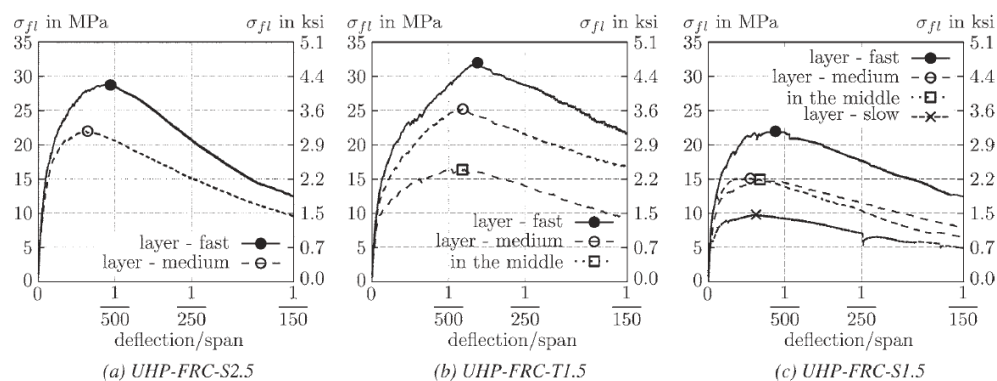 σfl in MPa σfl in ksi
35 5.1
30 4.4
25 3.6
20 2.9
15 2.2
10 1.5
5 0.7
0 0.0
layer - fast
layer - medium
0 1/500 1/250 1/150
deflection/span
(a) UHP-FRC-S2.5
σfl in MPa σfl in ksi
35 5.1
30 4.4
25 3.6
20 2.9
15 2.2
10 1.5
5 0.7
0 0.0
layer - fast
layer - medium
in the middle
0 1/500 1/250 1/150
deflection/span
(b) UHP-FRC-T1.5
σfl in MPa σfl in ksi
35 5.1
30 4.4
25 3.6
20 2.9
15 2.2
10 1.5
5 0.7
0 0.0
layer - fast
layer - medium
in the middle
layer - slow
0 1/500 1/250 1/150
deflection/span
(c) UHP-FRC-S1.5